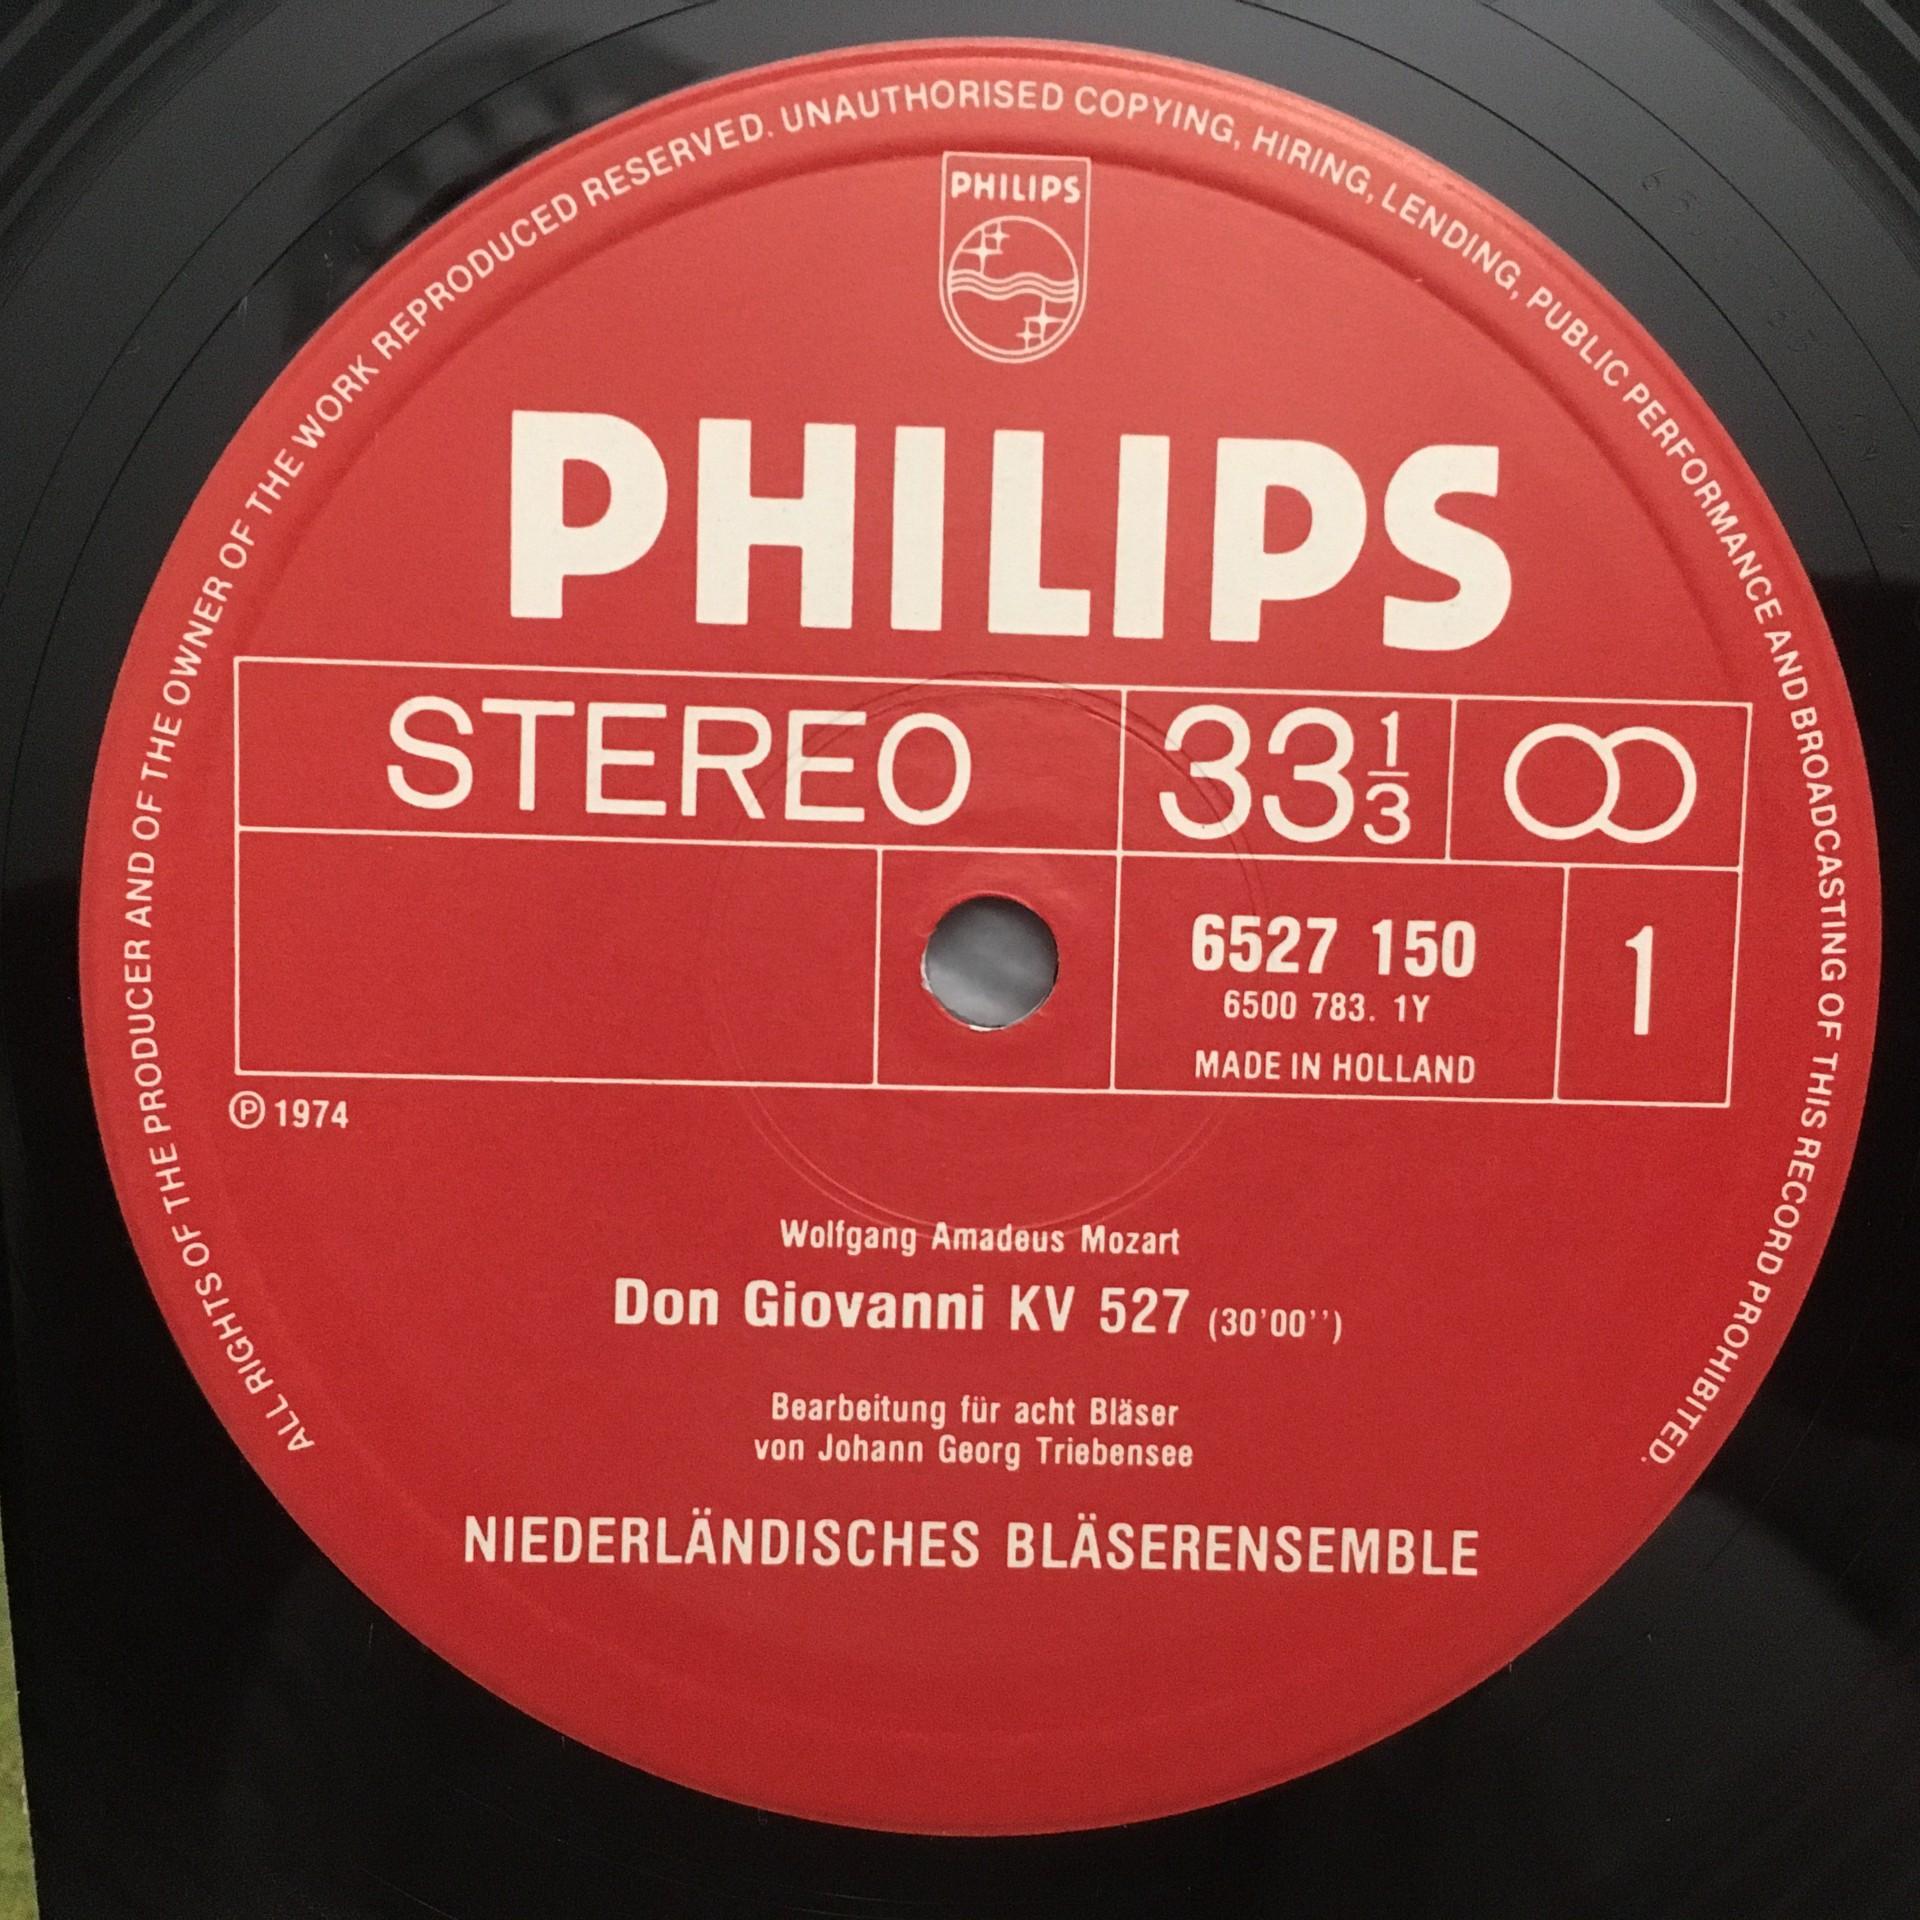 ALL RIGHTS OF THE PRODUCER AND OF THE OWNER OF THE WORK REPRODUCED RESERVED. UNAUTHORISED COPYING, HIRING, LENDING, PUBLIC PERFORMANCE AND BROADCASTING OF THIS RECORD PROHIBITED.
PHILIPS
PHILIPS
STEREO 33 1/3
6527 150 1
6500 783. 1Y
MADE IN HOLLAND
Ⓟ 1974
Wolfgang Amadeus Mozart
Don Giovanni KV 527 (30'00'')
Bearbeitung für acht Bläser
von Johann Georg Triebensee
NIEDERLÄNDISCHES BLÄSERENSEMBLE